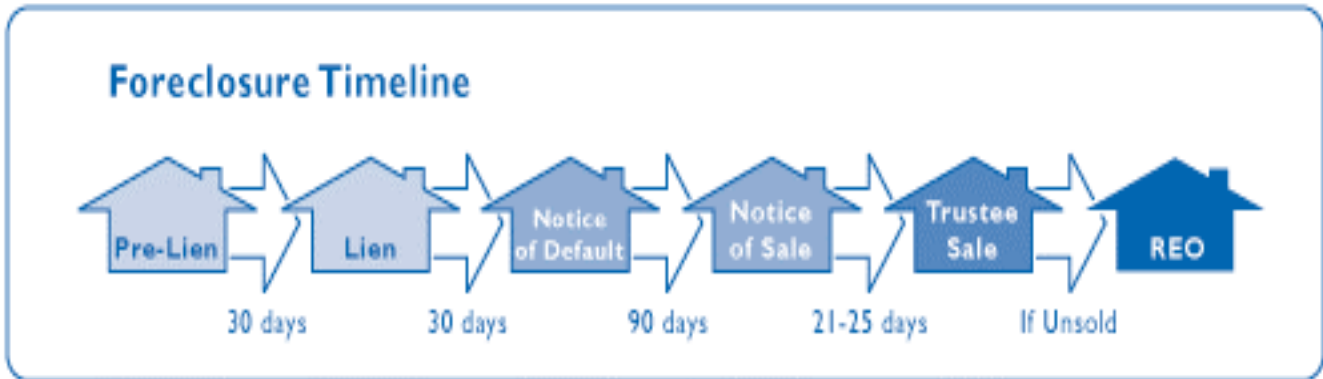 Foreclosure Timeline
Pre-Lien
Lien
Notice
of Default
Notice
of Sale
Trustee
Sale
REO
30 days
30 days
90 days
21-25 days
If Unsold